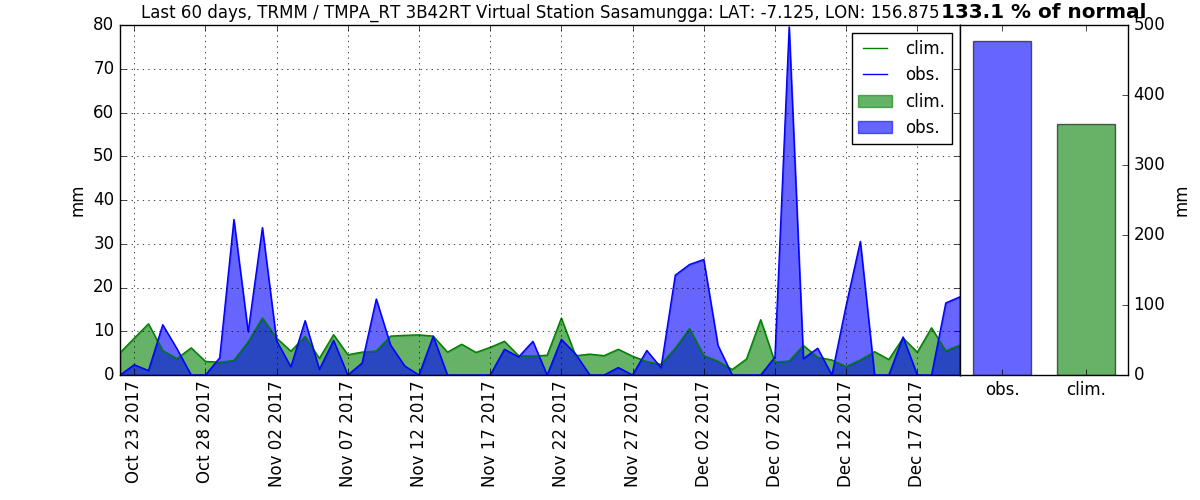 Last 60 days, TRMM / TMPA_RT 3B42RT Virtual Station Sasamungga: LAT: -7.125, LON: 156.875
133.1 % of normal
80
70
60
50
40
30
20
10
0
mm
clim.
obs.
clim.
obs.
500
400
300
200
100
0
mm
obs.
clim.
Oct 23 2017
Oct 28 2017
Nov 02 2017
Nov 07 2017
Nov 12 2017
Nov 17 2017
Nov 22 2017
Nov 27 2017
Dec 02 2017
Dec 07 2017
Dec 12 2017
Dec 17 2017